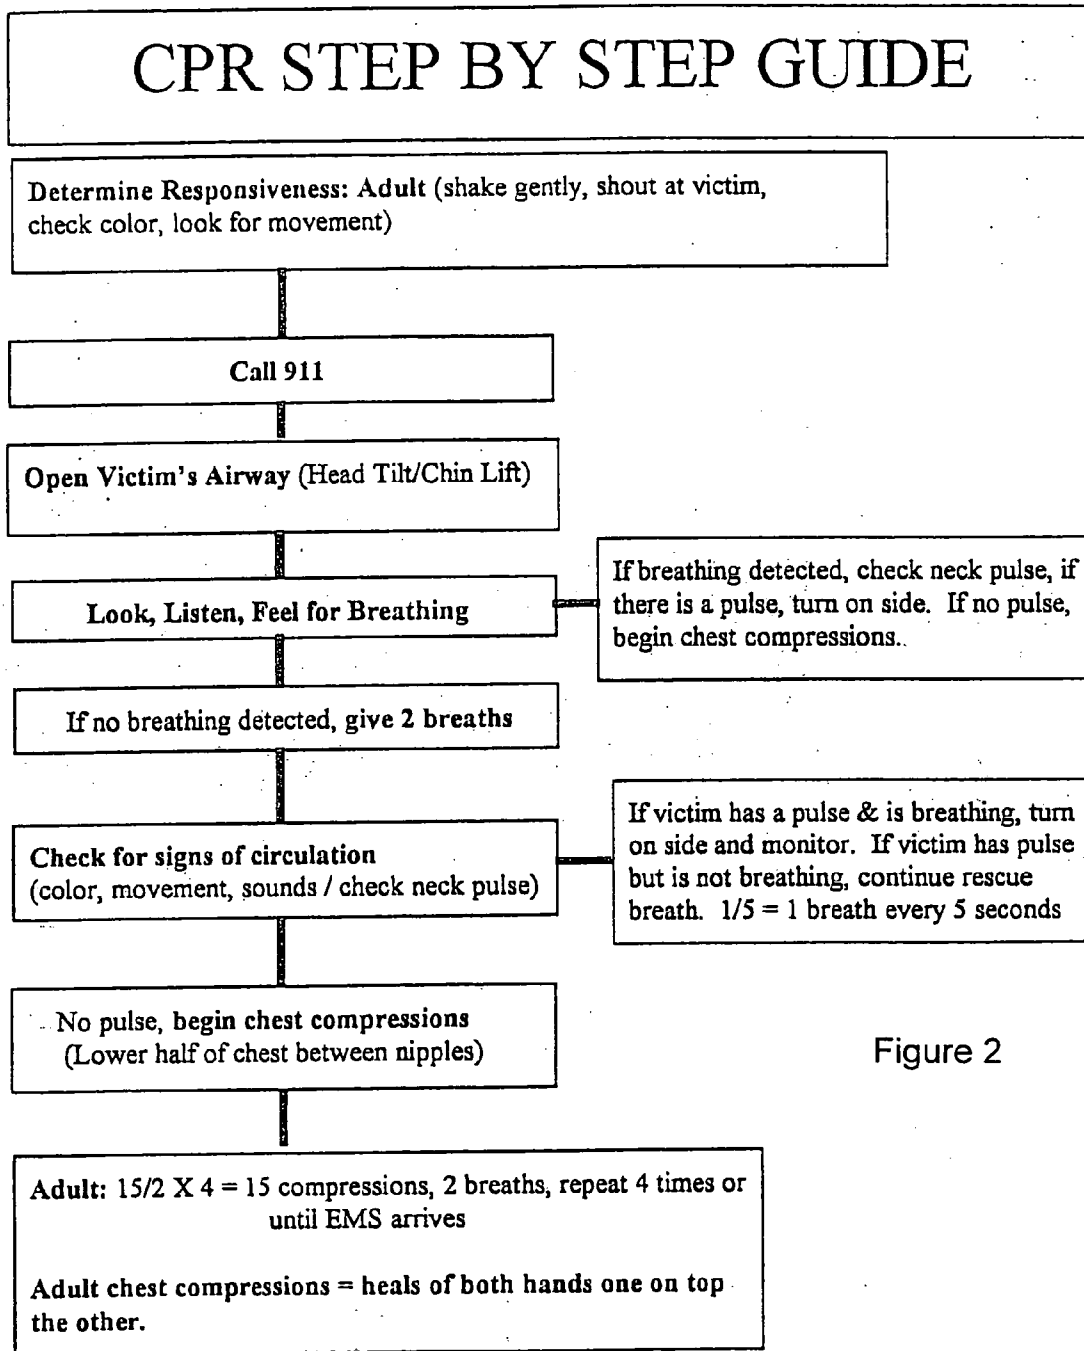 CPR STEP BY STEP GUIDE
Determine Responsiveness: Adult (shake gently, shout at victim,
check color, look for movement)
Call 911
Open Victim's Airway (Head Tilt/Chin Lift)
Look, Listen, Feel for Breathing
If breathing detected, check neck pulse, if
there is a pulse, turn on side. If no pulse,
begin chest compressions.
If no breathing detected, give 2 breaths
Check for signs of circulation
(color, movement, sounds / check neck pulse)
If victim has a pulse & is breathing, turn
on side and monitor. If victim has pulse
but is not breathing, continue rescue
breath. 1/5 = 1 breath every 5 seconds
No pulse, begin chest compressions
(Lower half of chest between nipples)
Figure 2
Adult: 15/2 X 4 = 15 compressions, 2 breaths, repeat 4 times or
until EMS arrives
Adult chest compressions = heals of both hands one on top
the other.